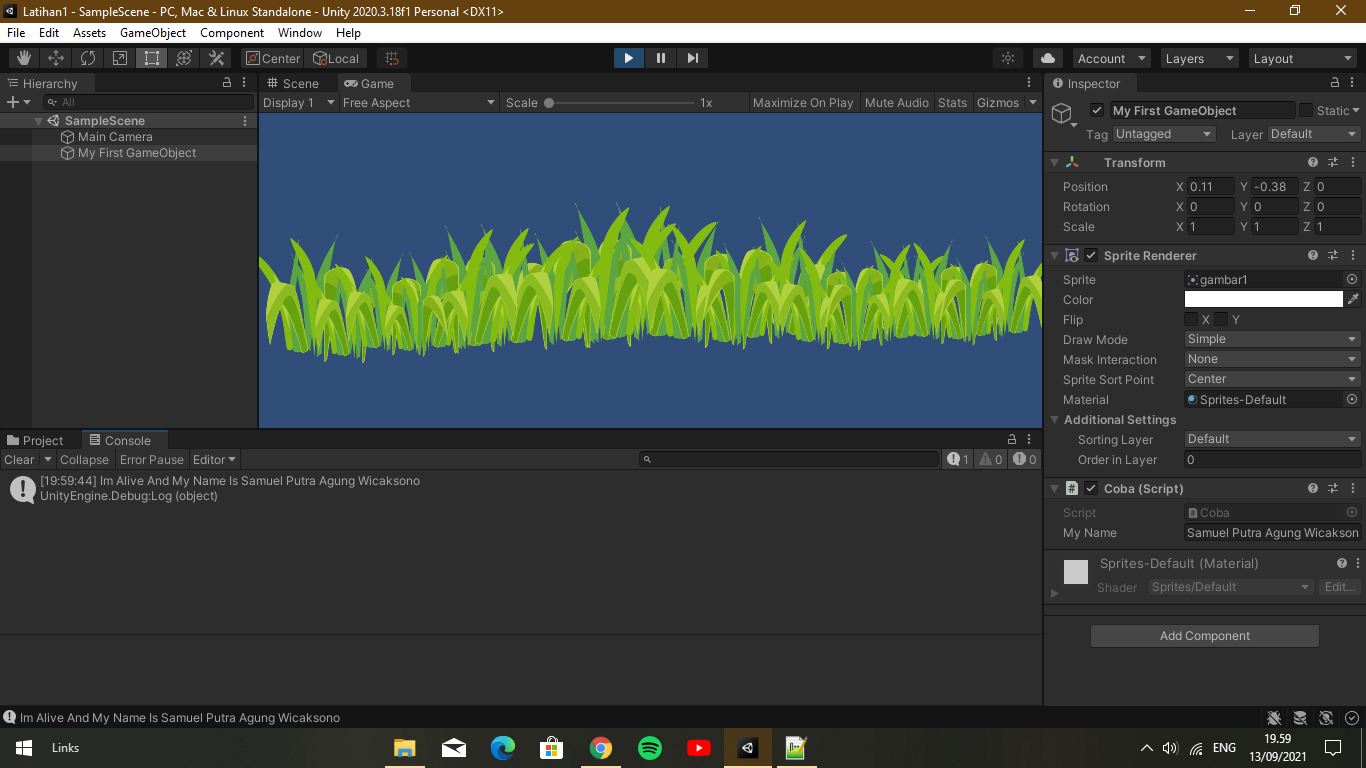 Latihan1 - SampleScene - PC, Mac & Linux Standalone - Unity 2020.3.18f1 Personal <DX11>
File Edit Assets GameObject Component Window Help
Center Local Account Layers Layout
Hierarchy
All
SampleScene
Main Camera
My First GameObject
Scene Game
Display 1 Free Aspect Scale 1x Maximize On Play Mute Audio Stats Gizmos
Inspector
My First GameObject Static
Tag Untagged Layer Default
Transform
Position X 0.11 Y -0.38 Z 0
Rotation X 0 Y 0 Z 0
Scale X 1 Y 1 Z 1
Sprite Renderer
Sprite gambar1
Color
Flip X Y
Draw Mode Simple
Mask Interaction None
Sprite Sort Point Center
Material Sprites-Default
Additional Settings
Sorting Layer Default
Order in Layer 0
Coba (Script)
Script Coba
My Name Samuel Putra Agung Wicakson
Sprites-Default (Material)
Shader Sprites/Default Edit...
Add Component
Project Console
Clear Collapse Error Pause Editor 1 0 0
[19:59:44] Im Alive And My Name Is Samuel Putra Agung Wicaksono
UnityEngine.Debug:Log (object)
Im Alive And My Name Is Samuel Putra Agung Wicaksono
Links ENG 19.59
13/09/2021